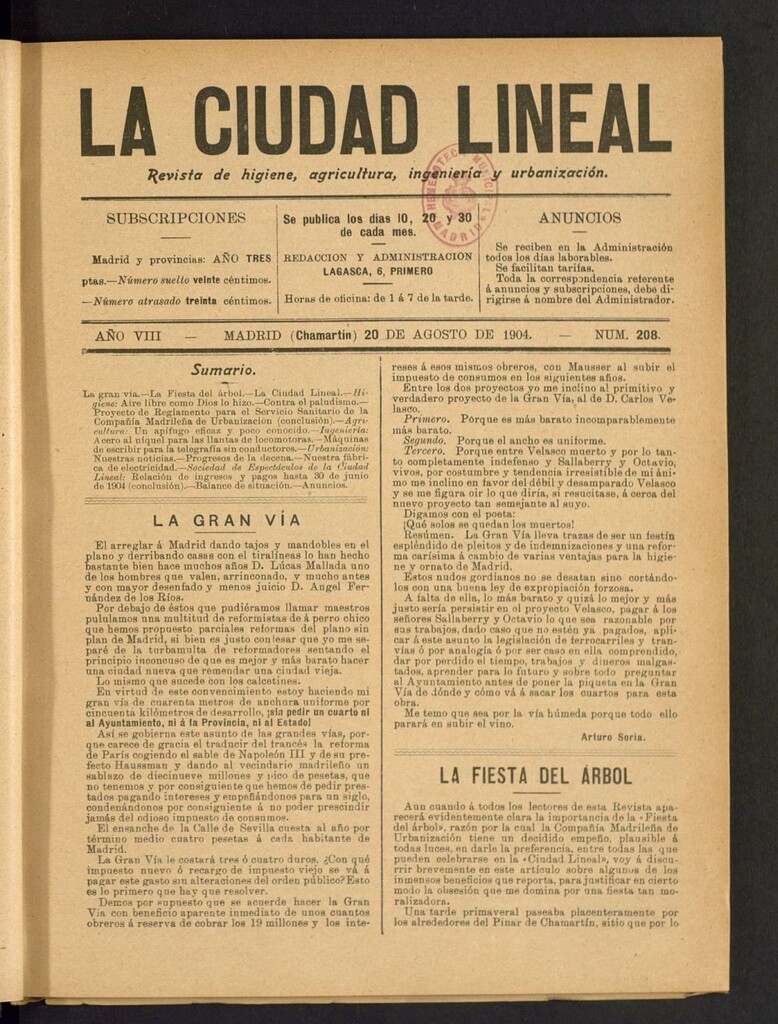 LA CIUDAD LINEAL
Revista de higiene, agricultura, ingeniería y urbanización.
HEMEROTECA MUNICIPAL
MADRID
SUBSCRIPCIONES
Madrid y provincias: AÑO TRES
ptas.—Número suelto veinte céntimos.
—Número atrasado treinta céntimos.
Se publica los días 10, 20 y 30
de cada mes.
REDACCION Y ADMINISTRACION
LAGASCA, 6, PRIMERO
Horas de oficina: de 1 á 7 de la tarde.
ANUNCIOS
Se reciben en la Administración
todos los días laborables.
Se facilitan tarifas.
Toda la correspondencia referente
á anuncios y subscripciones, debe di-
rigirse á nombre del Administrador.
AÑO VIII — MADRID (Chamartín) 20 DE AGOSTO DE 1904. — NUM. 208.
Sumario.
La gran vía.—La Fiesta del árbol.—La Ciudad Lineal.—Hi-
giene: Aire libre como Dios lo hizo.—Contra el paludismo.—
Proyecto de Reglamento para el Servicio Sanitario de la
Compañía Madrileña de Urbanización (conclusión).—Agri-
cultura: Un apífugo eficaz y poco conocido.—Ingeniería:
Acero al níquel para las llantas de locomotoras.—Máquinas
de escribir para la telegrafía sin conductores.—Urbanización:
Nuestras noticias.—Progresos de la decena.—Nuestra fábri-
ca de electricidad.—Sociedad de Espectáculos de la Ciudad
Lineal: Relación de ingresos y pagos hasta 30 de junio
de 1904 (conclusión).—Balance de situación.—Anuncios.
LA GRAN VÍA
El arreglar á Madrid dando tajos y mandobles en el
plano y derribando casas con el tiralíneas lo han hecho
bastante bien hace muchos años D. Lúcas Mallada uno
de los hombres que valen, arrinconado, y mucho antes
y con mayor desenfado y menos juicio D. Angel Fer-
nández de los Ríos.
Por debajo de éstos que pudiéramos llamar maestros
pululamos una multitud de reformistas de á perro chico
que hemos propuesto parciales reformas del plano sin
plan de Madrid, si bien es justo confesar que yo me se-
paré de la turbamulta de reformadores sentando el
principio inconcuso de que es mejor y más barato hacer
una ciudad nueva que remendar una ciudad vieja.
Lo mismo que sucede con los calcetines.
En virtud de este convencimiento estoy haciendo mi
gran vía de cuarenta metros de anchura uniforme por
cincuenta kilómetros de desarrollo, ¡sin pedir un cuarto ni
al Ayuntamiento, ni á la Provincia, ni al Estado!
Así se gobierna este asunto de las grandes vías, por-
que carece de gracia el traducir del francés la reforma
de París cogiendo el sable de Napoleón III y de su pre-
fecto Haussman y dando al vecindario madrileño un
sablazo de diecinueve millones y pico de pesetas, que
no tenemos y por consiguiente que hemos de pedir pres-
tados pagando intereses y empeñándonos para un siglo,
condenándonos por consiguiente á no poder prescindir
jamás del odioso impuesto de consumos.
El ensanche de la Calle de Sevilla cuesta al año por
término medio cuatro pesetas á cada habitante de
Madrid.
La Gran Vía le costará tres ó cuatro duros. ¿Con qué
impuesto nuevo ó recargo de impuesto viejo se vá á
pagar este gasto sin alteraciones del orden público? Esto
es lo primero que hay que resolver.
Demos por supuesto que se acuerde hacer la Gran
Vía con beneficio aparente inmediato de unos cuantos
obreros á reserva de cobrar los 19 millones y los inte-
reses á esos mismos obreros, con Mausser al subir el
impuesto de consumos en los siguientes años.
Entre los dos proyectos yo me inclino al primitivo y
verdadero proyecto de la Gran Vía, al de D. Carlos Ve-
lasco.
Primero. Porque es más barato incomparablemente
más barato.
Segundo. Porque el ancho es uniforme.
Tercero. Porque entre Velasco muerto y por lo tan-
to completamente indefenso y Sallaberry y Octavio,
vivos, por costumbre y tendencia irresistible de mi áni-
mo me inclino en favor del débil y desamparado Velasco
y se me figura oir lo que diría, si resucitase, á cerca del
nuevo proyecto tan semejante al suyo.
Digamos con el poeta:
¡Qué solos se quedan los muertos!
Resúmen. La Gran Vía lleva trazas de ser un festín
espléndido de pleitos y de indemnizaciones y una refor-
ma carísima á cambio de varias ventajas para la higie-
ne y ornato de Madrid.
Estos nudos gordianos no se desatan sino cortándo-
los con una buena ley de expropiación forzosa.
A falta de ella, lo más barato y quizá lo mejor y más
justo sería persistir en el proyecto Velasco, pagar á los
señores Sallaberry y Octavio lo que sea razonable por
sus trabajos, dado caso que no estén ya pagados, apli-
car á este asunto la legislación de ferrocarriles y tran-
vías ó por analogía ó por ser caso en ella comprendido,
dar por perdido el tiempo, trabajos y dineros malgas-
tados, aprender para lo futuro y sobre todo preguntar
al Ayuntamiento antes de poner la piqueta en la Gran
Vía de dónde y cómo vá á sacar los cuartos para esta
obra.
Me temo que sea por la vía húmeda porque todo ello
parará en subir el vino.
Arturo Soria.
LA FIESTA DEL ÁRBOL
Aun cuando á todos los lectores de esta Revista apa-
recerá evidentemente clara la importancia de la «Fiesta
del árbol», razón por la cual la Compañía Madrileña de
Urbanización tiene un decidido empeño, plausible á
todas luces, en darle la preferencia, entre todas las que
pueden celebrarse en la «Ciudad Lineal», voy á discu-
rrir brevemente en este artículo sobre algunos de los
inmensos beneficios que reporta, para justificar en cierto
modo la obsesión que me domina por una fiesta tan mo-
ralizadora.
Una tarde primaveral paseaba placenteramente por
los alrededores del Pinar de Chamartín, sitio que por lo